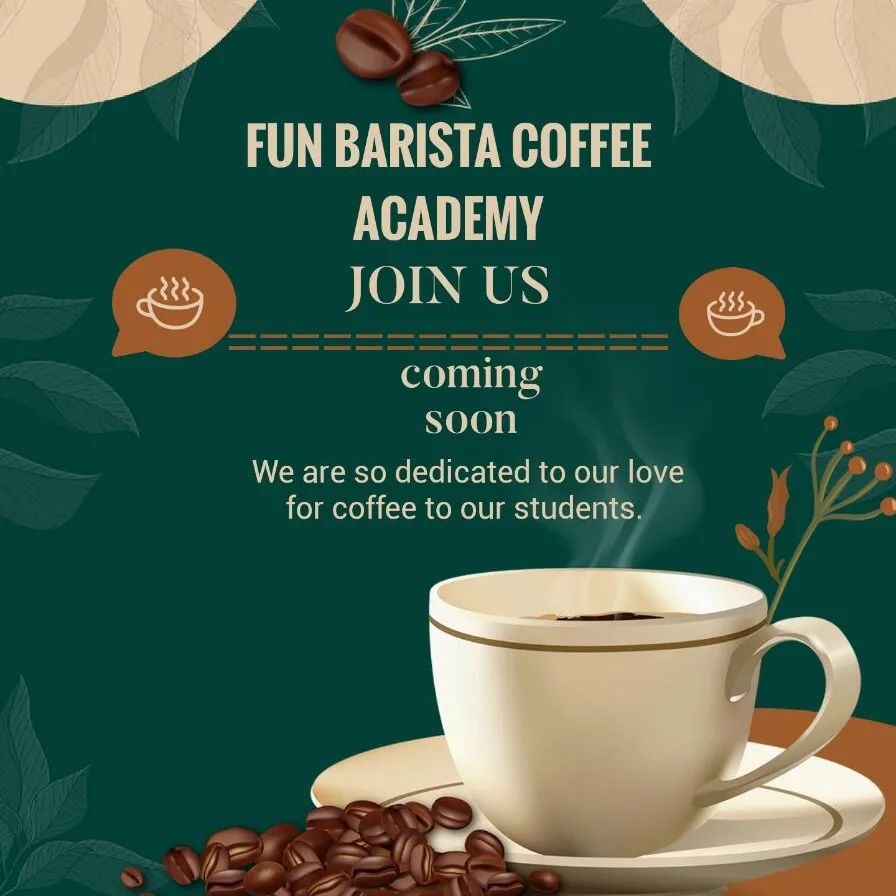 FUN BARISTA COFFEE
ACADEMY
JOIN US
coming
soon
We are so dedicated to our love
for coffee to our students.